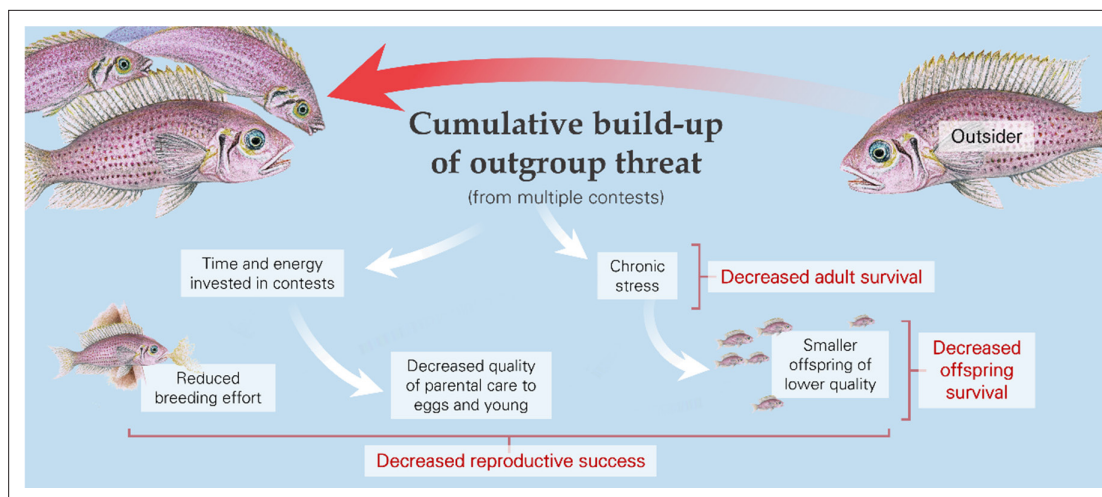 Cumulative build-up
of outgroup threat
(from multiple contests)
Outsider
Time and energy
invested in contests
Chronic
stress
Decreased adult survival
Reduced
breeding effort
Decreased quality
of parental care to
eggs and young
Smaller
offspring of
lower quality
Decreased
offspring
survival
Decreased reproductive success